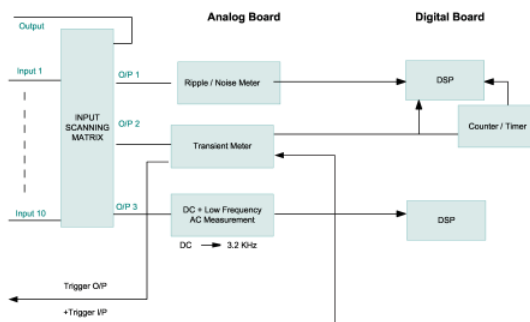 Analog Board
Digital Board
Output
Input 1
O/P 1
Ripple / Noise Meter
DSP
INPUT
SCANNING
MATRIX
O/P 2
Transient Meter
Counter / Timer
Input 10
O/P 3
DC + Low Frequency
AC Measurement
DSP
DC
3.2 KHz
Trigger O/P
+Trigger I/P